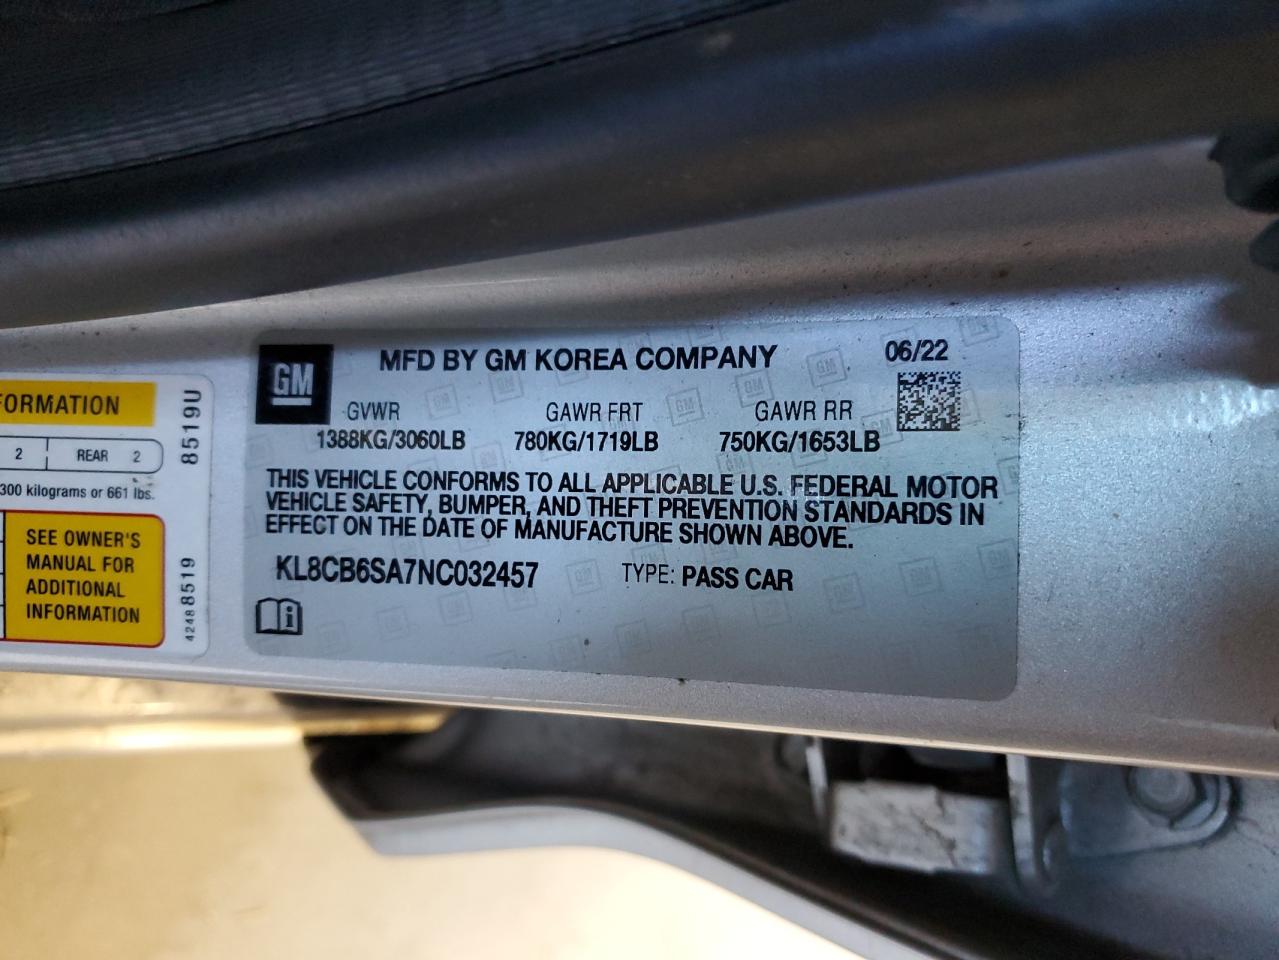 FORMATION
2 REAR 2
300 kilograms or 661 lbs.
SEE OWNER'S
MANUAL FOR
ADDITIONAL
INFORMATION
8519U
42488519
GM
MFD BY GM KOREA COMPANY 06/22
GVWR GAWR FRT GAWR RR
1388KG/3060LB 780KG/1719LB 750KG/1653LB
THIS VEHICLE CONFORMS TO ALL APPLICABLE U.S. FEDERAL MOTOR
VEHICLE SAFETY, BUMPER, AND THEFT PREVENTION STANDARDS IN
EFFECT ON THE DATE OF MANUFACTURE SHOWN ABOVE.
KL8CB6SA7NC032457 TYPE: PASS CAR